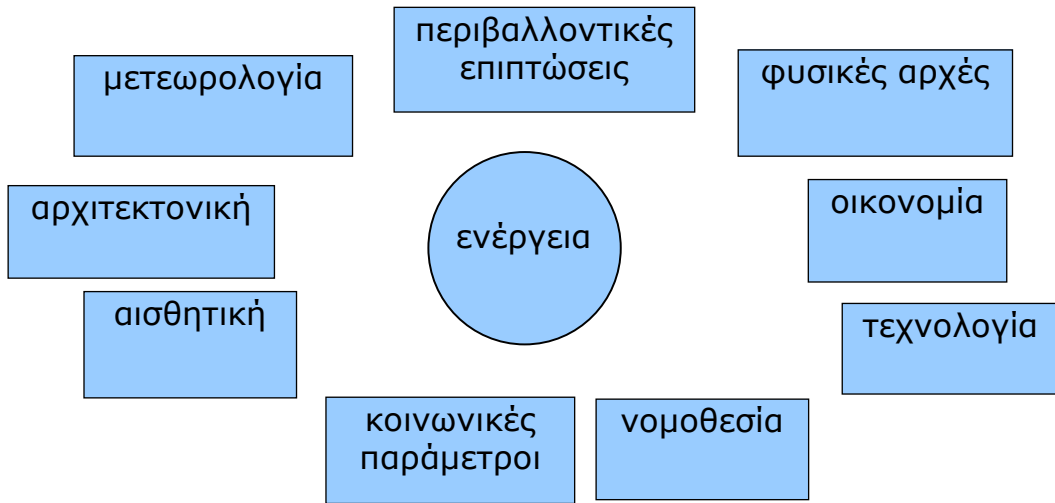 περιβαλλοντικές
επιπτώσεις
μετεωρολογία
φυσικές αρχές
αρχιτεκτονική
οικονομία
ενέργεια
αισθητική
τεχνολογία
κοινωνικές
παράμετροι
νομοθεσία